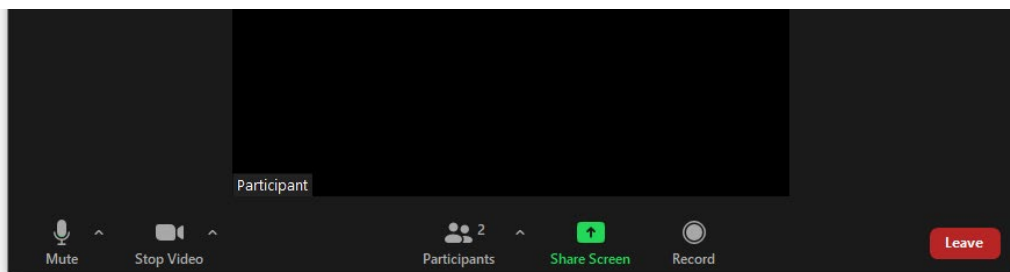 Participant
2
Mute
Stop Video
Participants
Share Screen
Record
Leave